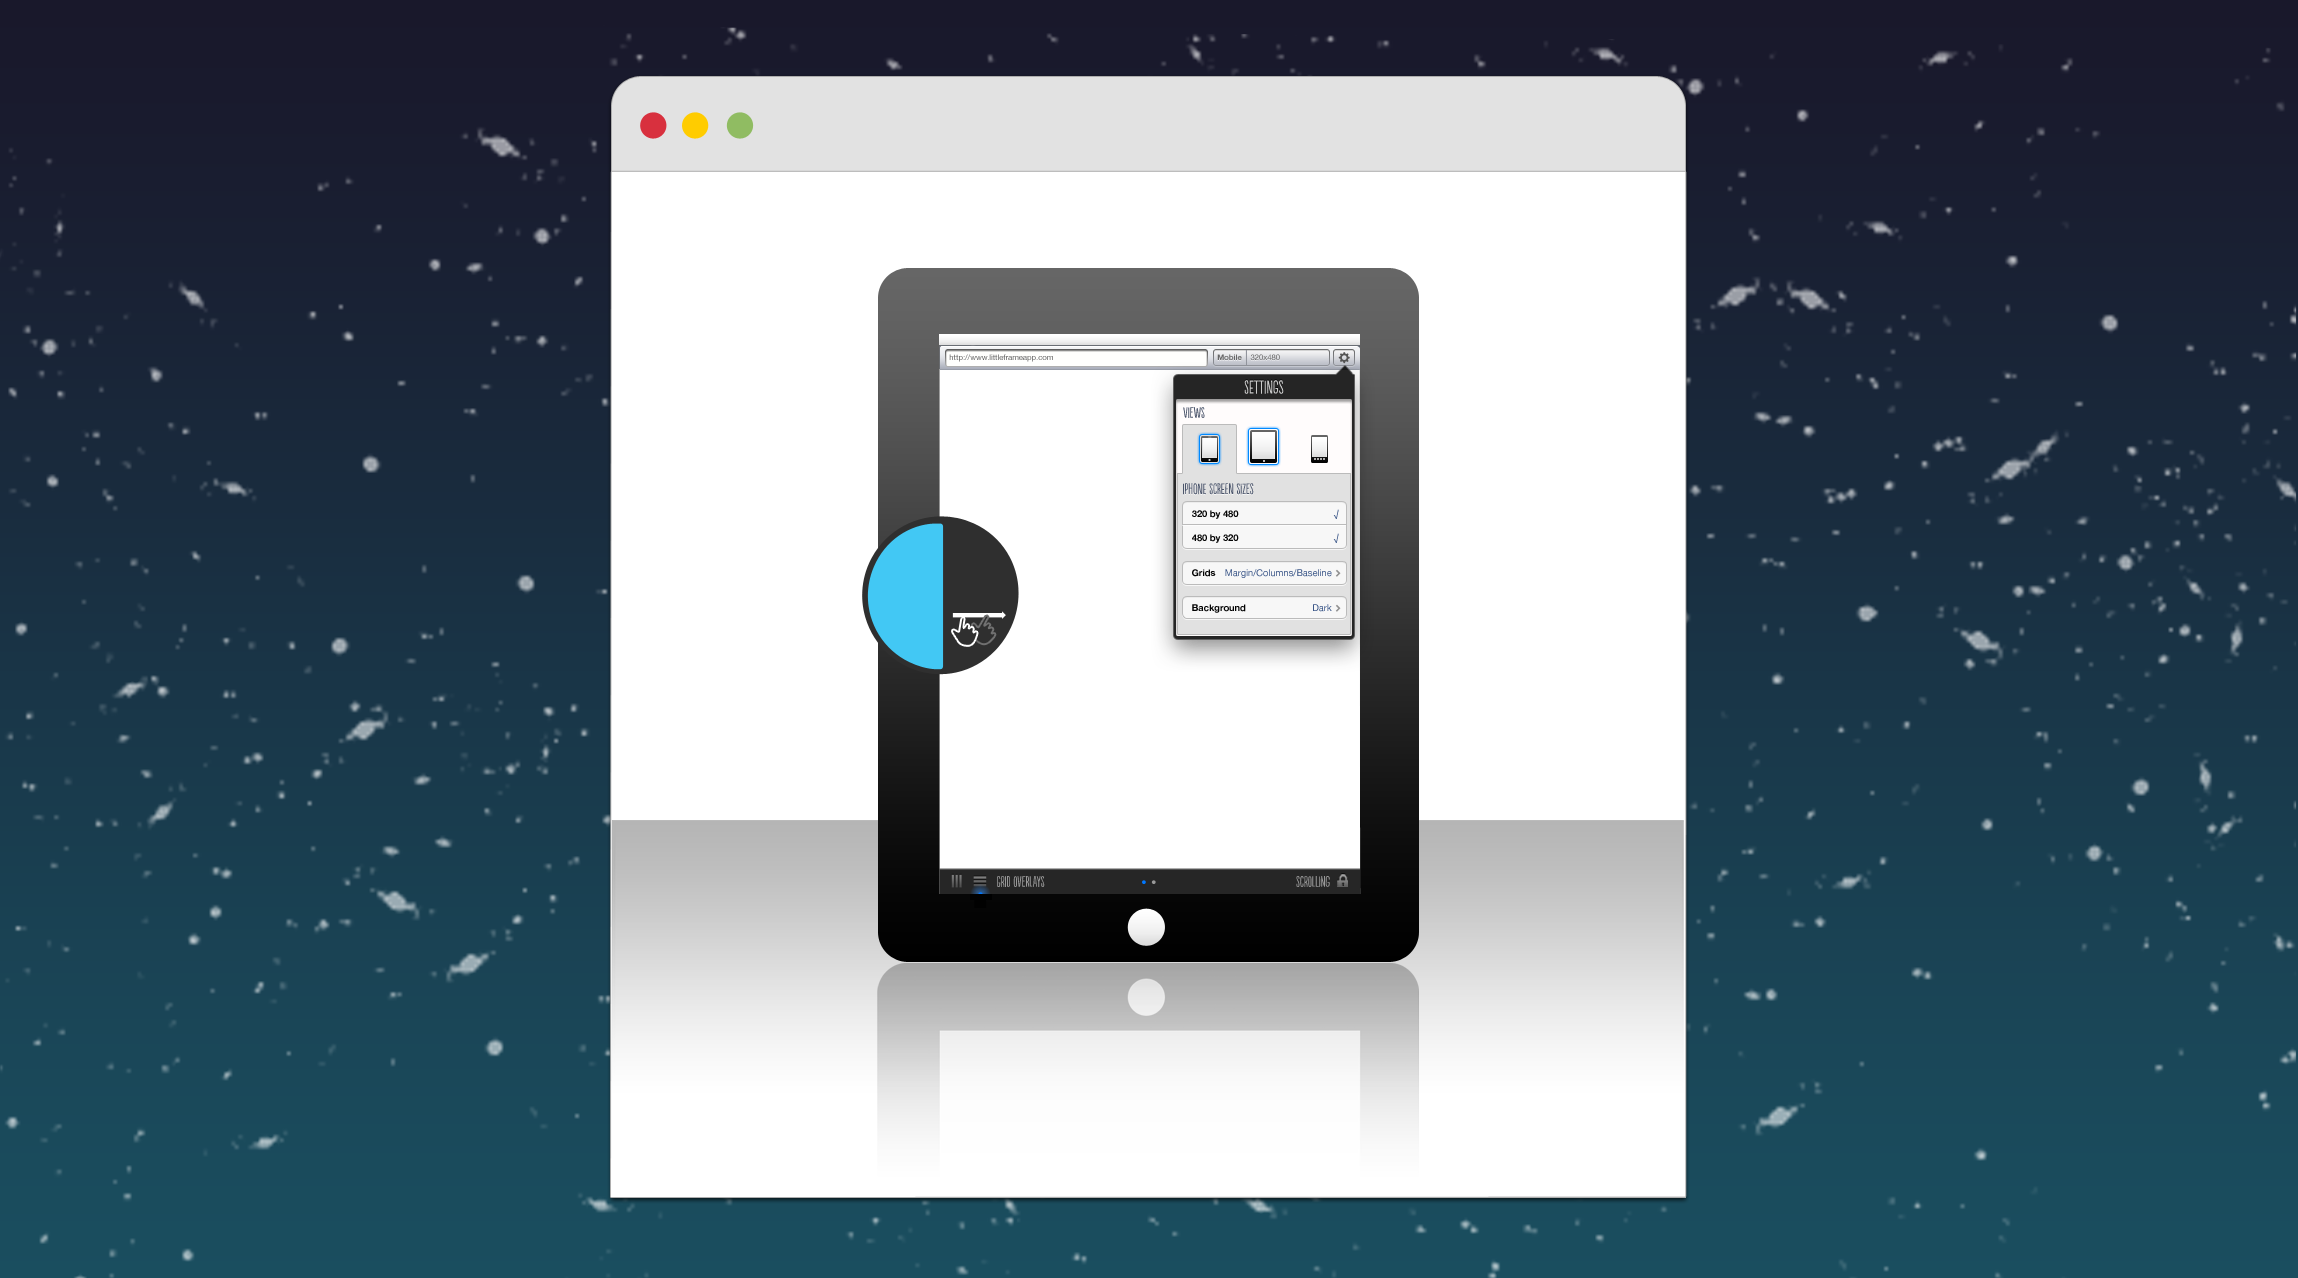 http://www.littleframeapp.com
Mobile 320x480
SETTINGS
VIEWS
IPHONE SCREEN SIZES
320 by 480 √
480 by 320 √
Grids Margin/Columns/Baseline >
Background Dark >
GRID OVERLAYS
SCROLLING